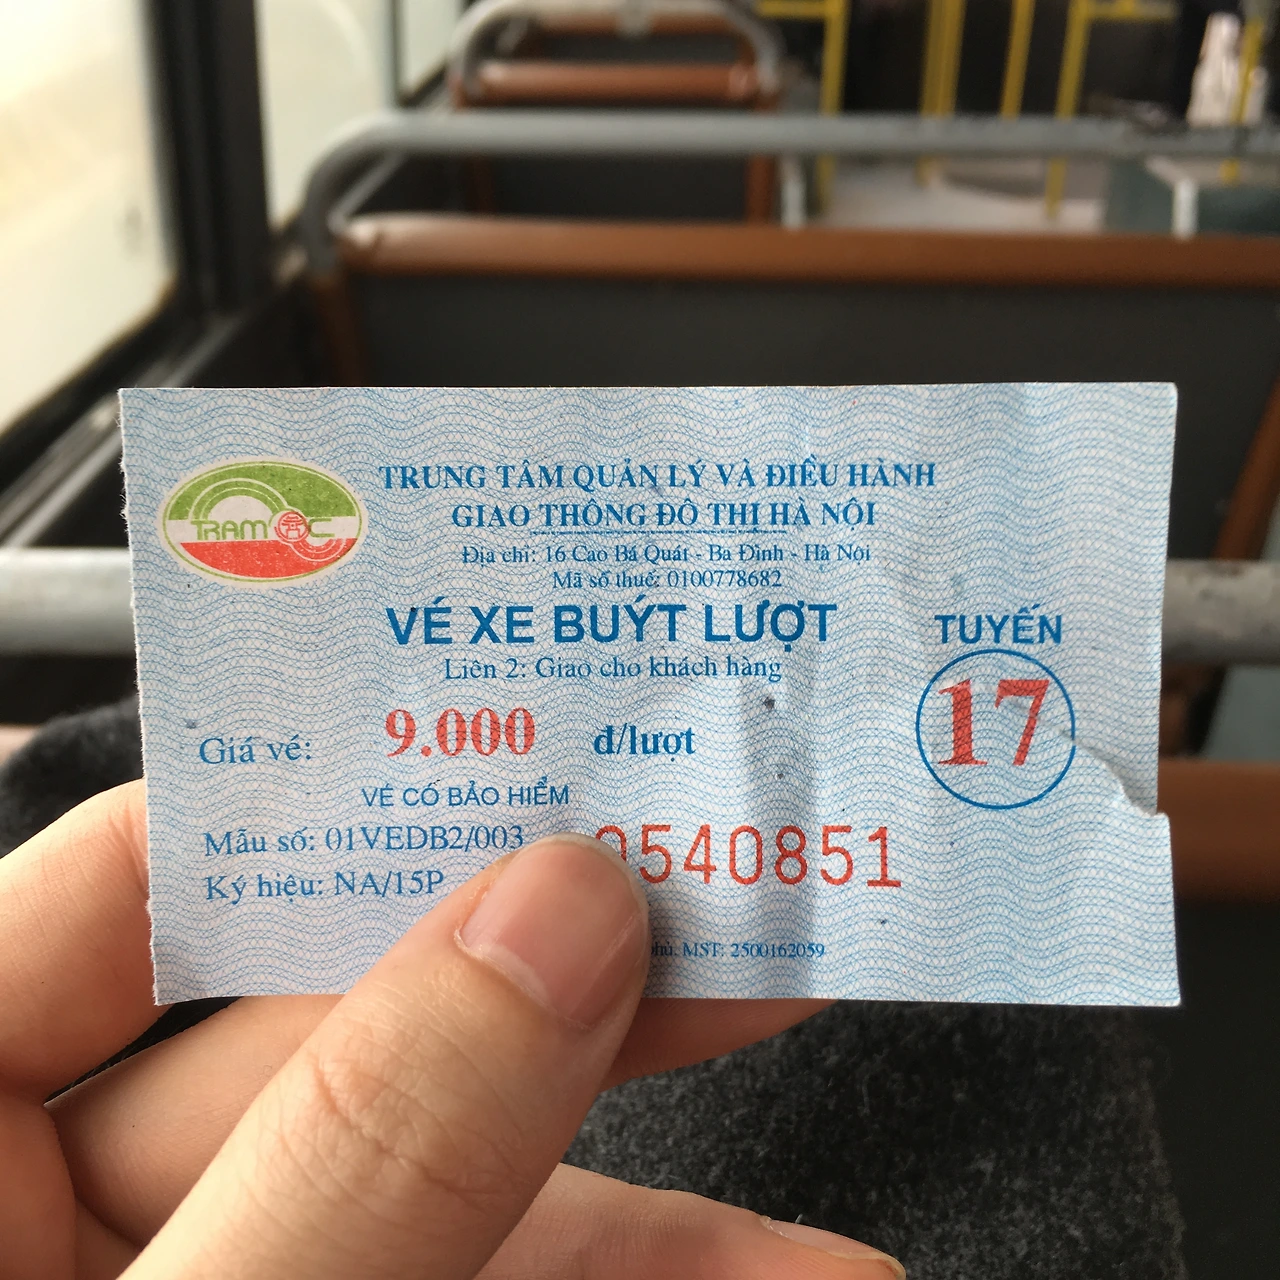 TRAMOC
TRUNG TÂM QUẢN LÝ VÀ ĐIỀU HÀNH
GIAO THÔNG ĐÔ THỊ HÀ NỘI
Địa chỉ: 16 Cao Bá Quát - Ba Đình - Hà Nội
Mã số thuế: 0100778682
VÉ XE BUÝT LƯỢT
Liên 2: Giao cho khách hàng
TUYẾN
17
Giá vé: 9.000 đ/lượt
VÉ CÓ BẢO HIỂM
Mẫu số: 01VEDB2/003
Ký hiệu: NA/15P
0540851
MST: 2500162059